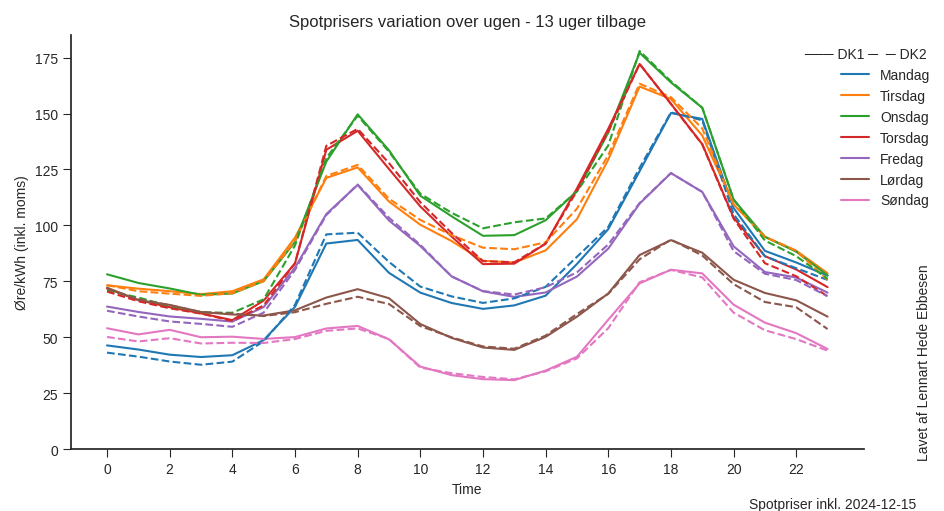 Spotprisers variation over ugen - 13 uger tilbage
DK1 DK2
Mandag
Tirsdag
Onsdag
Torsdag
Fredag
Lørdag
Søndag
Øre/kWh (inkl. moms)
175
150
125
100
75
50
25
0
0 2 4 6 8 10 12 14 16 18 20 22
Time
Lavet af Lennart Hede Ebbesen
Spotpriser inkl. 2024-12-15